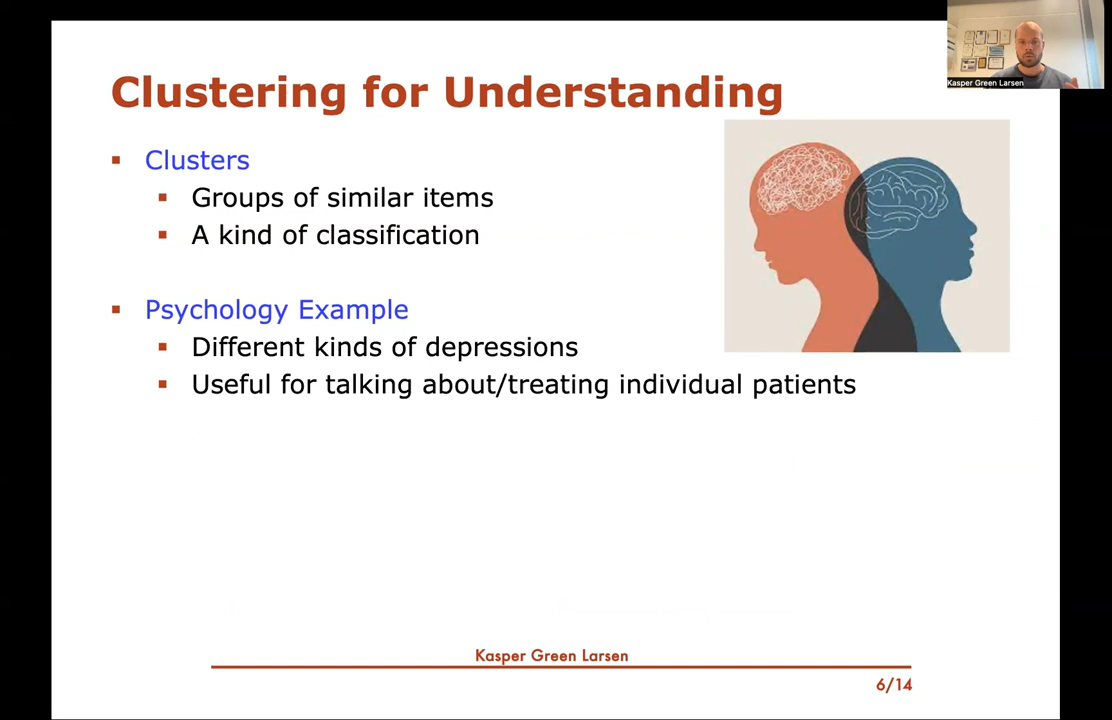 Clustering for Understanding
Kasper Green Larsen
Clusters
Groups of similar items
A kind of classification
Psychology Example
Different kinds of depressions
Useful for talking about/treating individual patients
Kasper Green Larsen
6/14